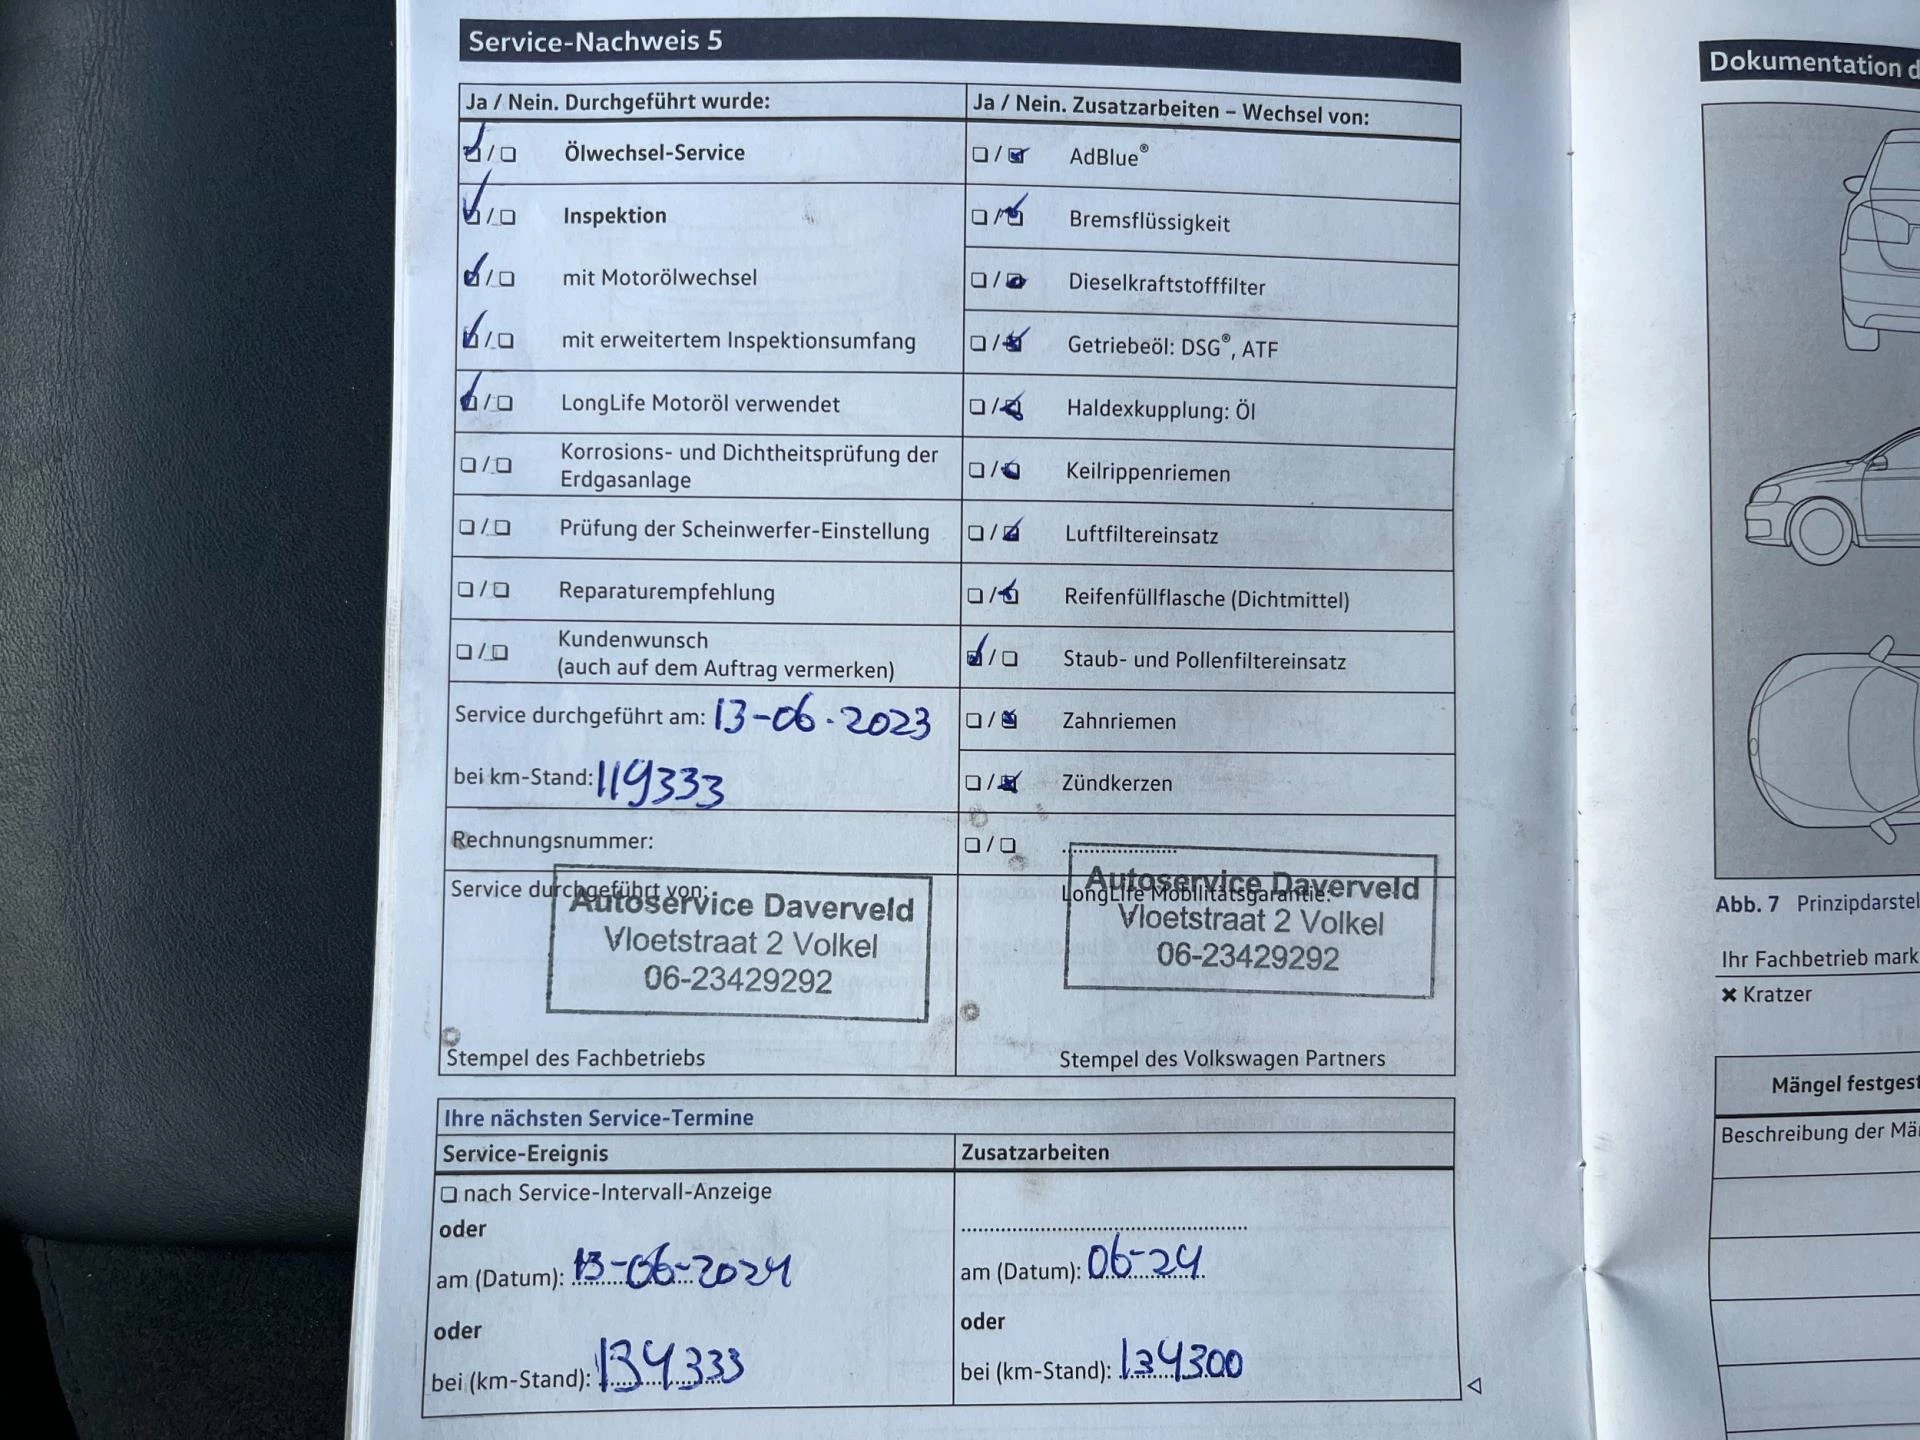 Service-Nachweis 5
Ja / Nein. Durchgeführt wurde:
Ölwechsel-Service
Inspektion
mit Motorölwechsel
mit erweitertem Inspektionsumfang
LongLife Motoröl verwendet
Korrosions- und Dichtheitsprüfung der
Erdgasanlage
Prüfung der Scheinwerfer-Einstellung
Reparaturempfehlung
Kundenwunsch
(auch auf dem Auftrag vermerken)
Service durchgeführt am: 13-06-2023
bei km-Stand: 119333
Rechnungsnummer:
Service durchgeführt von:
Autoservice Daverveld
Vloetstraat 2 Volkel
06-23429292
Stempel des Fachbetriebs
Ja / Nein. Zusatzarbeiten – Wechsel von:
AdBlue®
Bremsflüssigkeit
Dieselkraftstofffilter
Getriebeöl: DSG®, ATF
Haldexkupplung: Öl
Keilrippenriemen
Luftfiltereinsatz
Reifenfüllflasche (Dichtmittel)
Staub- und Pollenfiltereinsatz
Zahnriemen
Zündkerzen
LongLife Mobilitätsgarantie:
Autoservice Daverveld
Vloetstraat 2 Volkel
06-23429292
Stempel des Volkswagen Partners
Ihre nächsten Service-Termine
Service-Ereignis
nach Service-Intervall-Anzeige
oder
am (Datum): 13-06-2024
oder
bei (km-Stand): 134333
Zusatzarbeiten
am (Datum): 06-24
oder
bei (km-Stand): 134300
Dokumentation d
Abb. 7 Prinzipdarstel
Ihr Fachbetrieb mark
✖ Kratzer
Mängel festgest
Beschreibung der Män